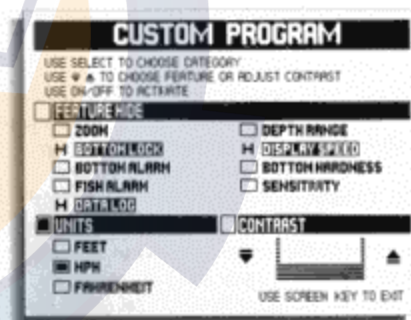 CUSTOM PROGRAM
USE SELECT TO CHOOSE CATEGORY
USE TO CHOOSE FEATURE OR ADJUST CONTRAST
USE ON/OFF TO ACTIVATE
FEATURE HIDE
ZOOM
DEPTH RANGE
H BOTTOM LOCK
H DISPLAY SPEED
BOTTOM ALARM
BOTTOM HARDNESS
H FISH ALARM
SENSITIVITY
H DATA LOG
UNITS
CONTRAST
FEET
MPH
FAHRENHEIT
USE SCREEN KEY TO EXIT